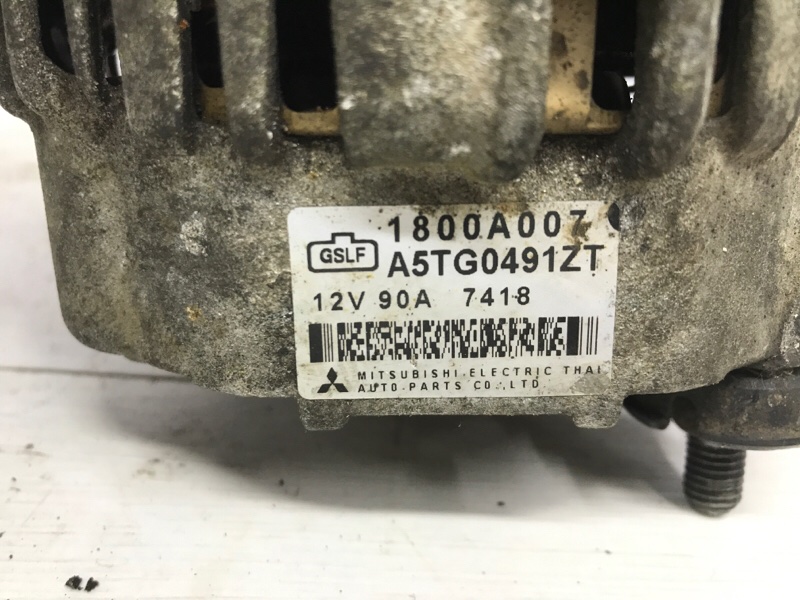 1800A007
GSLF
A5TG0491ZT
12V 90A 7418
MITSUBISHI ELECTRIC THAI
AUTO-PARTS CO.,LTD.